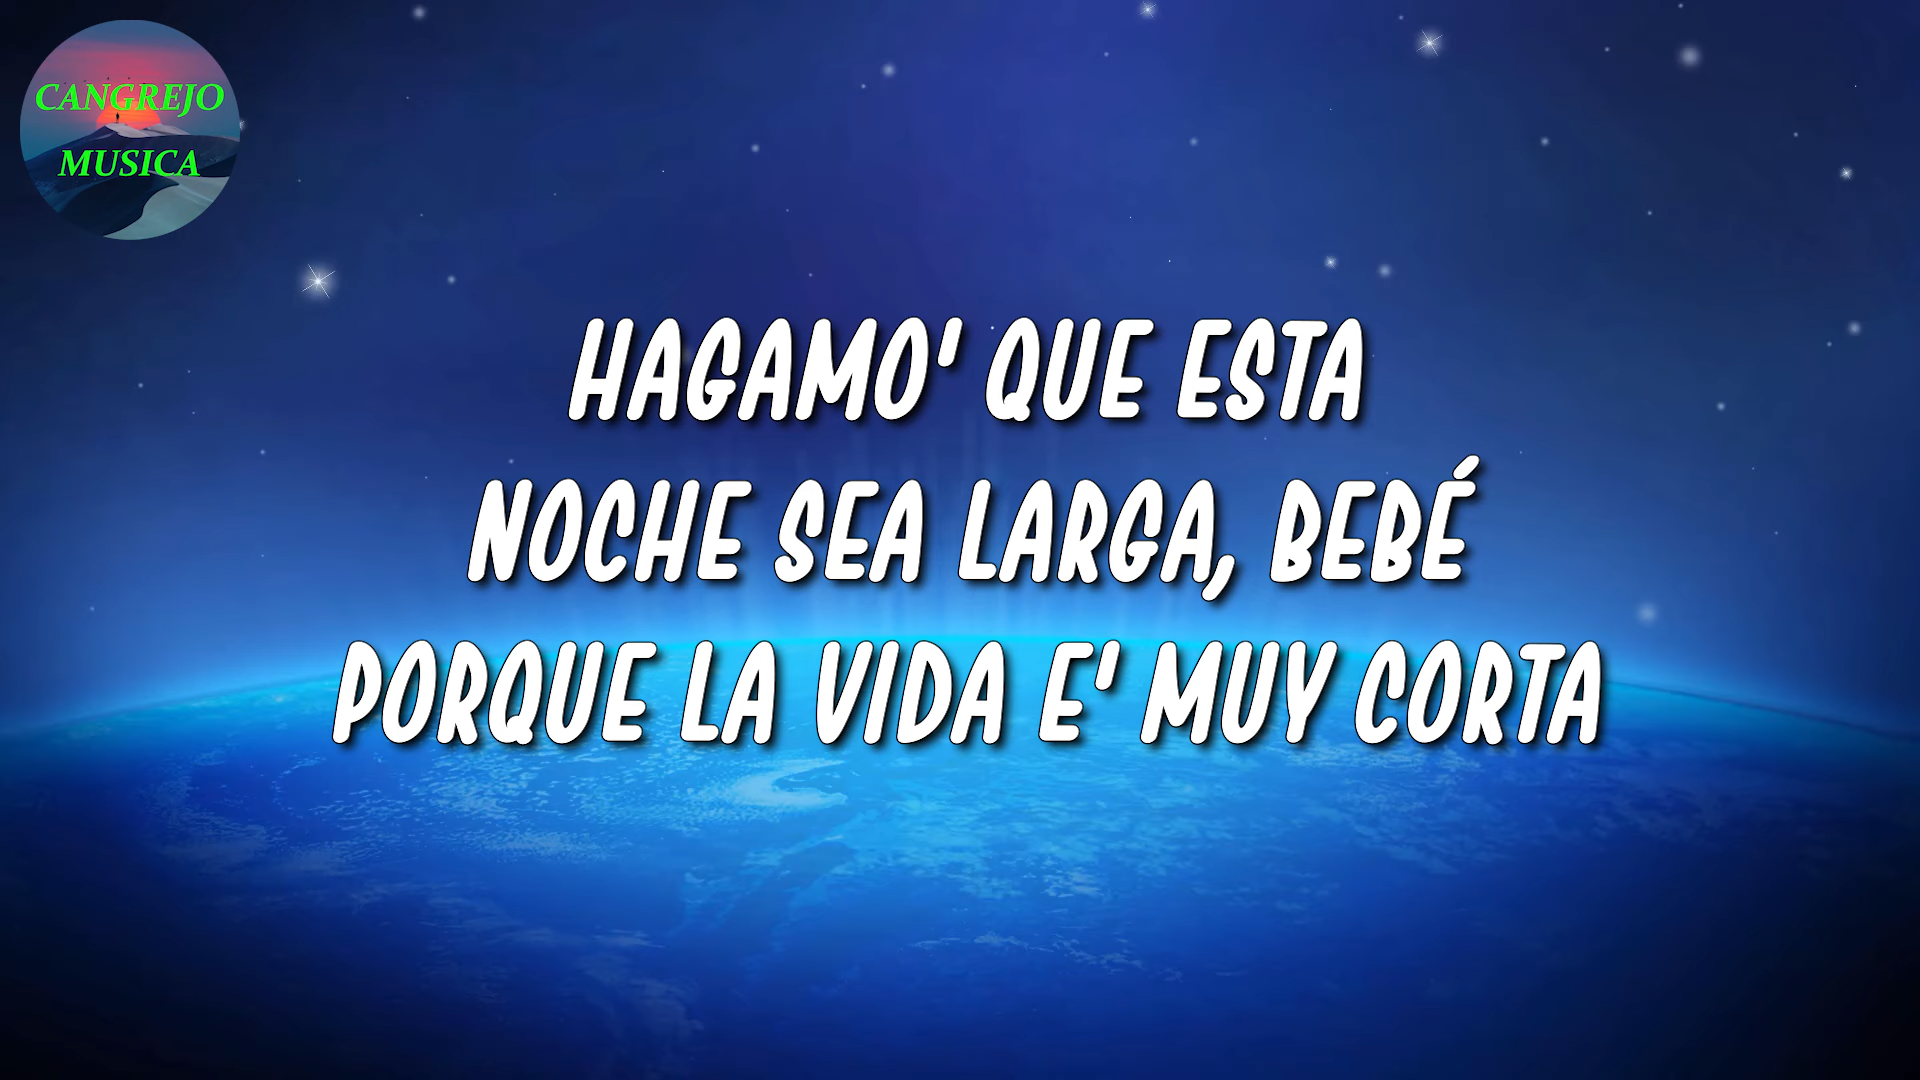 CANGREJO
MUSICA
HAGAMO' QUE ESTA
NOCHE SEA LARGA, BEBÉ
PORQUE LA VIDA E' MUY CORTA